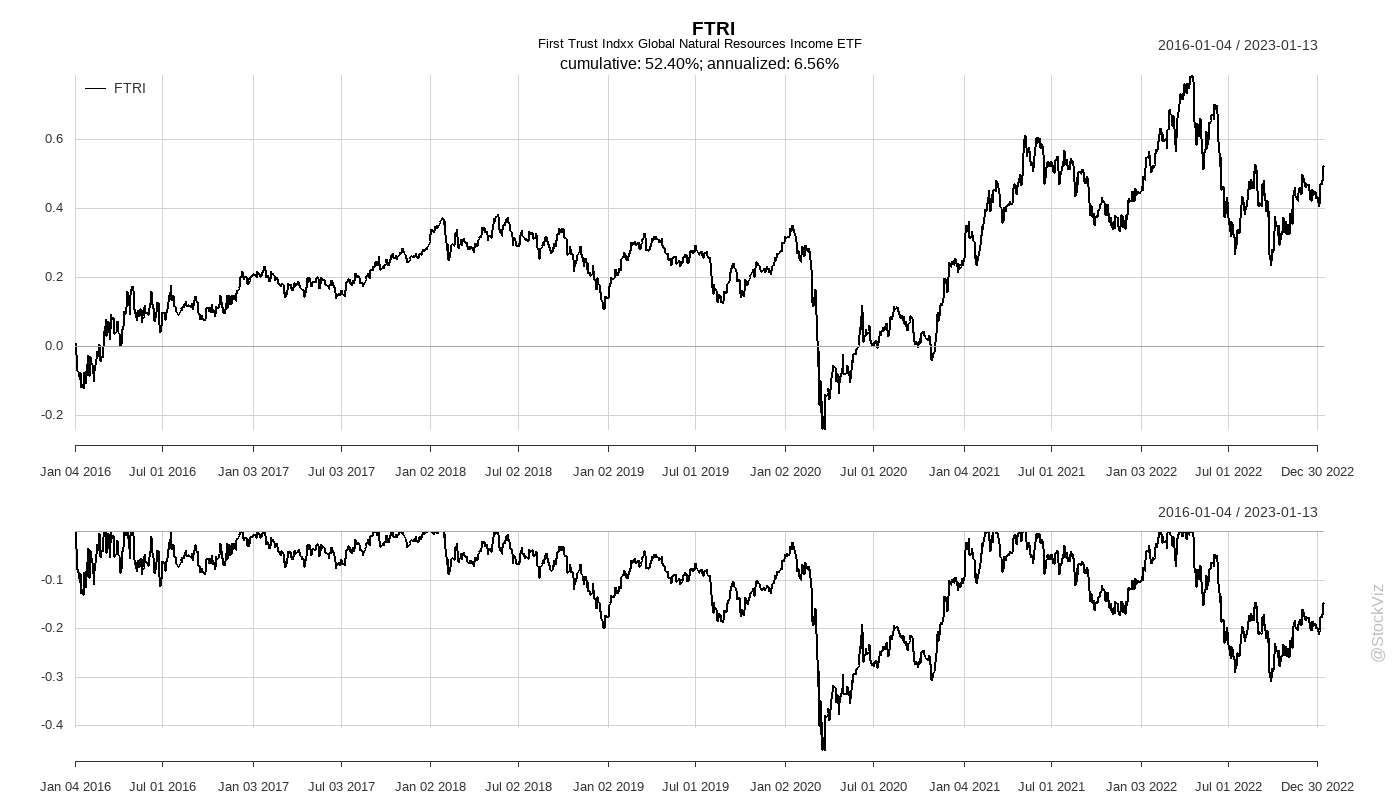 FTRI
First Trust Indxx Global Natural Resources Income ETF
cumulative: 52.40%; annualized: 6.56%
2016-01-04 / 2023-01-13
FTRI
0.6
0.4
0.2
0.0
-0.2
Jan 04 2016 Jul 01 2016 Jan 03 2017 Jul 03 2017 Jan 02 2018 Jul 02 2018 Jan 02 2019 Jul 01 2019 Jan 02 2020 Jul 01 2020 Jan 04 2021 Jul 01 2021 Jan 03 2022 Jul 01 2022 Dec 30 2022
2016-01-04 / 2023-01-13
-0.1
-0.2
-0.3
-0.4
Jan 04 2016 Jul 01 2016 Jan 03 2017 Jul 03 2017 Jan 02 2018 Jul 02 2018 Jan 02 2019 Jul 01 2019 Jan 02 2020 Jul 01 2020 Jan 04 2021 Jul 01 2021 Jan 03 2022 Jul 01 2022 Dec 30 2022
@StockViz